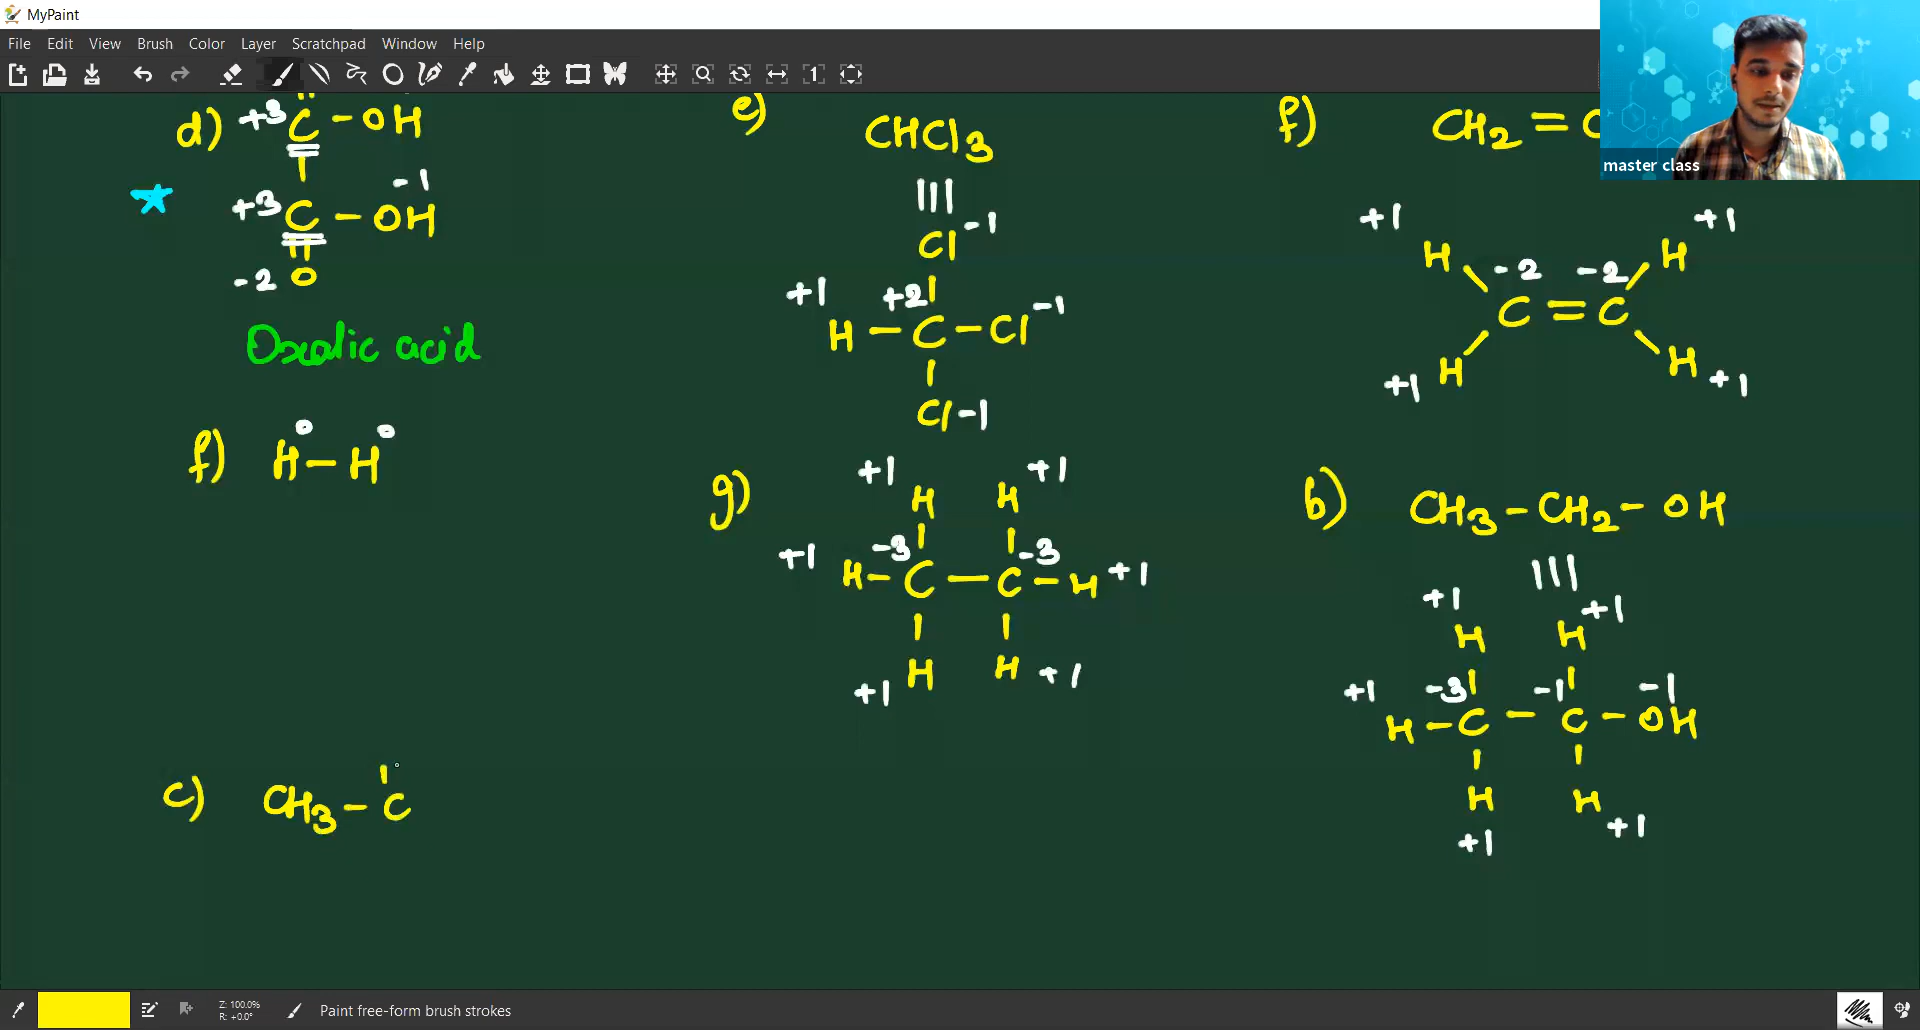 MyPaint
File Edit View Brush Color Layer Scratchpad Window Help
master class
d) +3 C - OH
-1
+3 C - OH
-2 O
Oxalic acid
f) H - H
o o
c) CH3 - C
e) CHCl3
Cl -1
+1 +2 -1
H - C - Cl
Cl -1
g)
+1 +1
H H
+1 -3 -3 +1
H - C - C - H
H H
+1 +1
f) CH2 = C
+1 +1
H -2 -2 H
C = C
+1 H H +1
b) CH3 - CH2 - OH
+1 +1
H H
+1 -3 -1 -1
H - C - C - OH
H H
+1 +1
Z: 100.0%
R: +0.0°
Paint free-form brush strokes